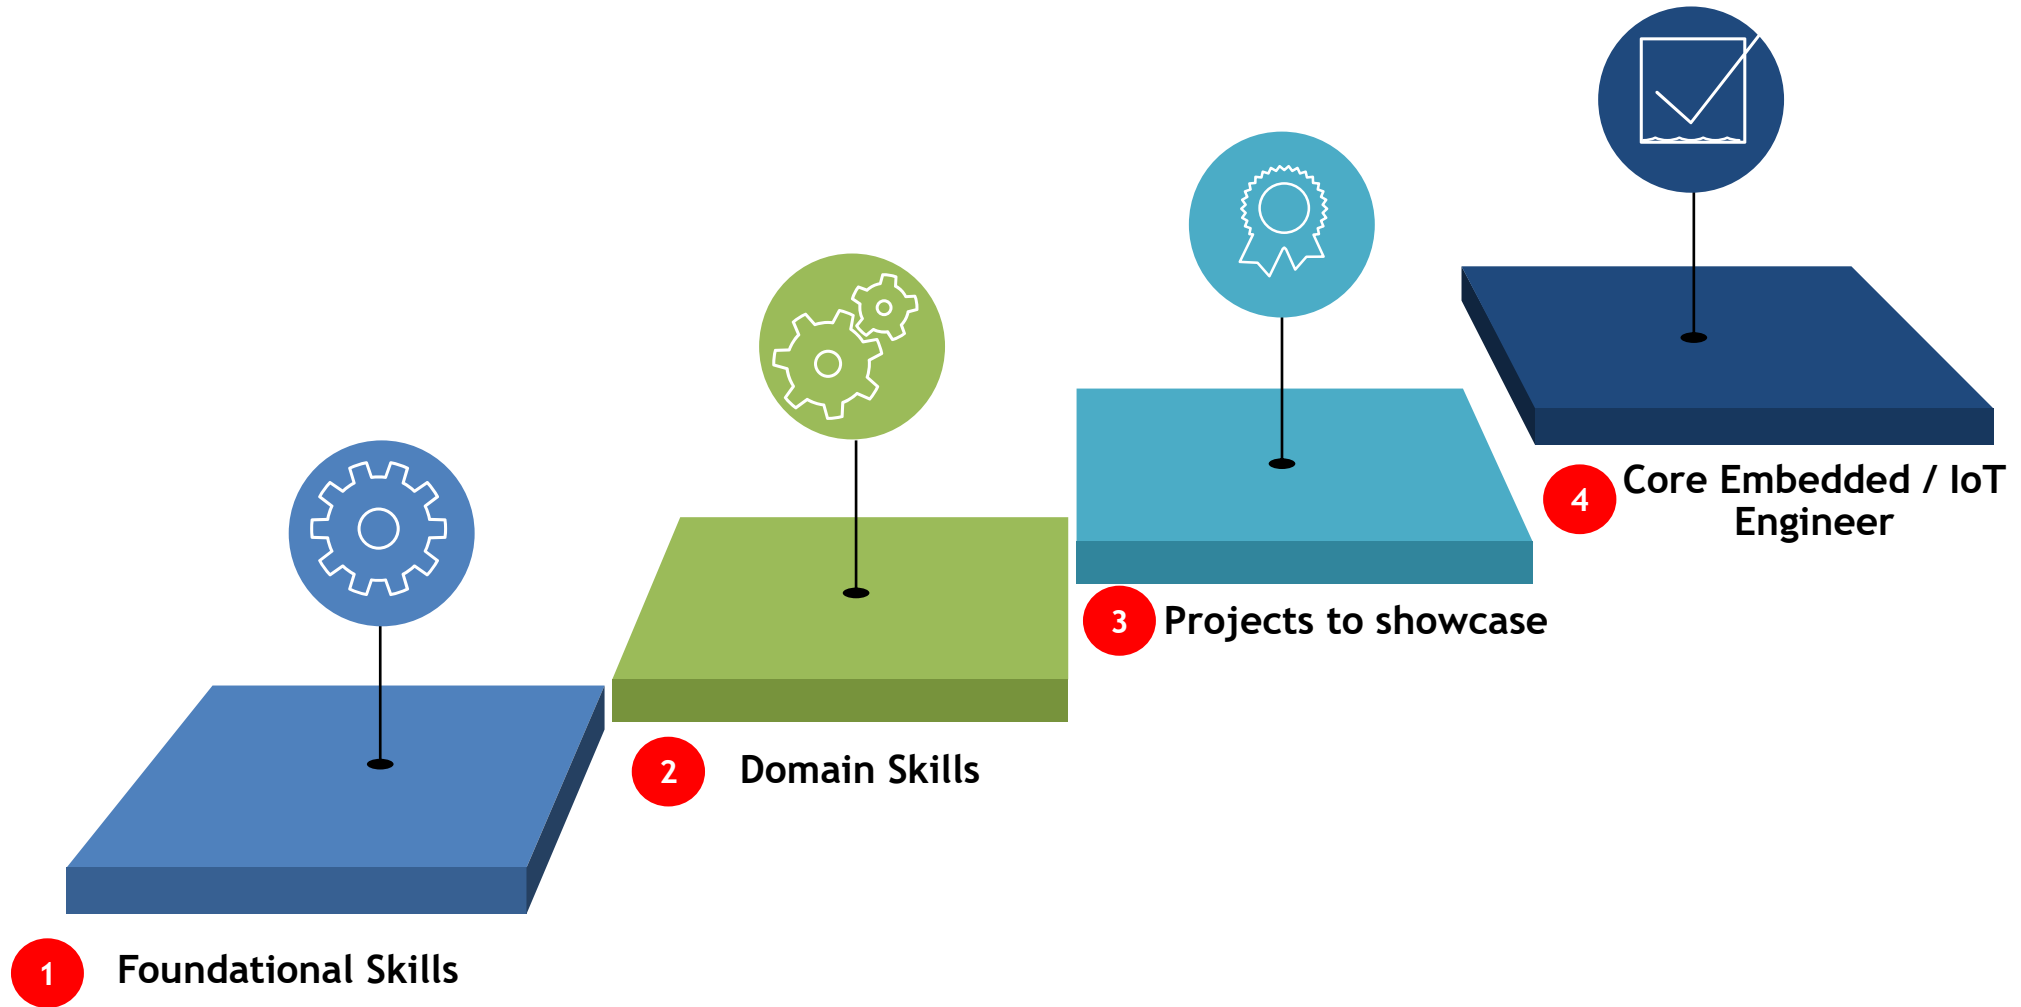 1 Foundational Skills
2 Domain Skills
3 Projects to showcase
4 Core Embedded / IoT
Engineer